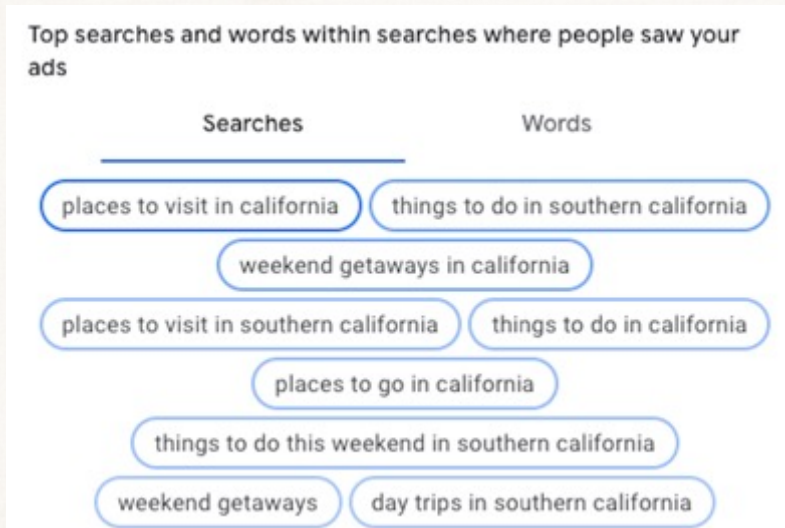 Top searches and words within searches where people saw your
ads
Searches Words
places to visit in california things to do in southern california
weekend getaways in california
places to visit in southern california things to do in california
places to go in california
things to do this weekend in southern california
weekend getaways day trips in southern california